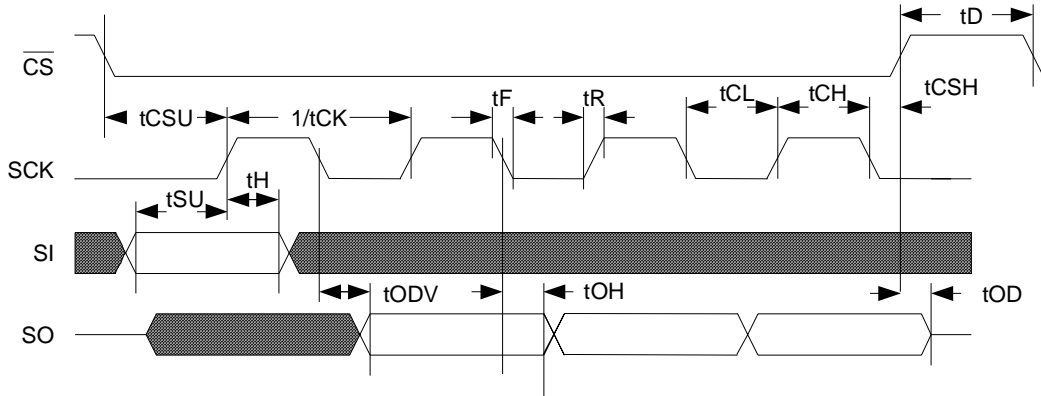 tD
CS
tF
tR
tCL
tCH
tCSH
tCSU
1/tCK
SCK
tSU
tH
SI
tODV
tOH
tOD
SO